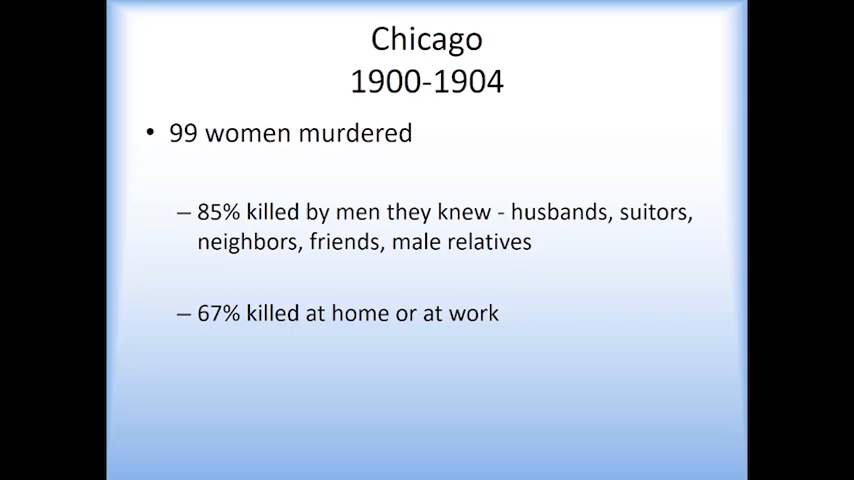 Chicago
1900-1904
• 99 women murdered
– 85% killed by men they knew - husbands, suitors,
neighbors, friends, male relatives
– 67% killed at home or at work